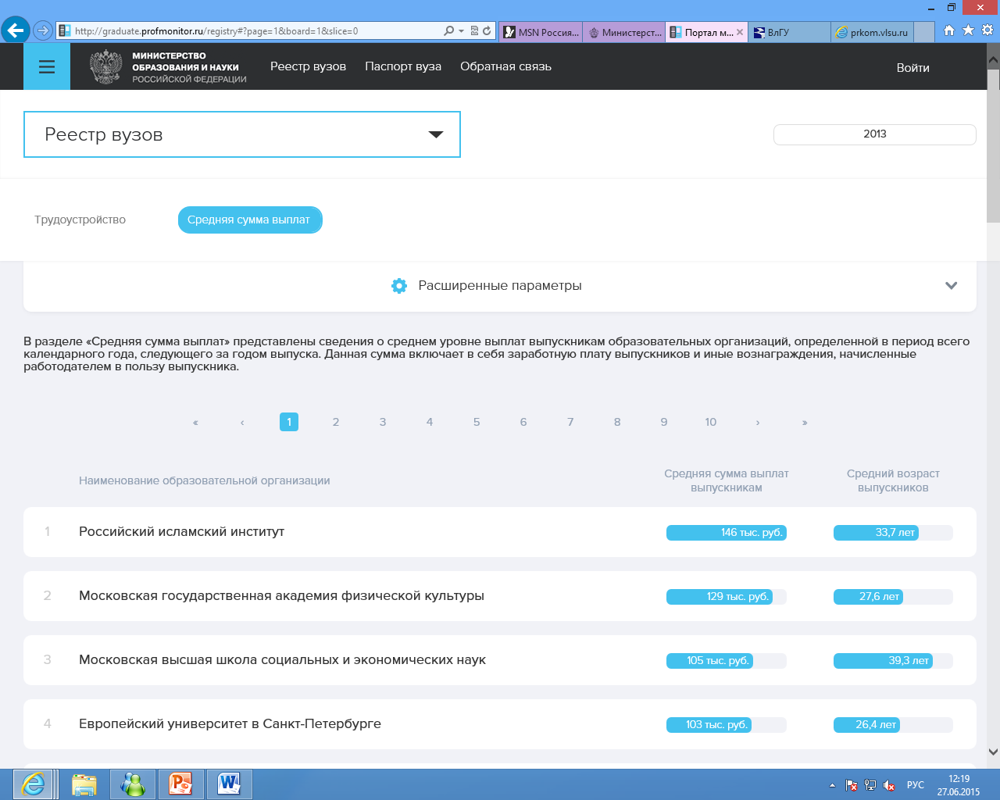 http://graduate.profmonitor.ru/registry#?page=1&board=1&slice=0
MSN Россия...
Министерст...
Портал м...
ВлГУ
prkom.vlsu.ru
МИНИСТЕРСТВО
ОБРАЗОВАНИЯ И НАУКИ
РОССИЙСКОЙ ФЕДЕРАЦИИ
Реестр вузов
Паспорт вуза
Обратная связь
Войти
Реестр вузов
2013
Трудоустройство
Средняя сумма выплат
Расширенные параметры
В разделе «Средняя сумма выплат» представлены сведения о среднем уровне выплат выпускникам образовательных организаций, определенной в период всего
календарного года, следующего за годом выпуска. Данная сумма включает в себя заработную плату выпускников и иные вознаграждения, начисленные
работодателем в пользу выпускника.
« ‹ 1 2 3 4 5 6 7 8 9 10 › »
Наименование образовательной организации
Средняя сумма выплат
выпускникам
Средний возраст
выпускников
1 Российский исламский институт 146 тыс. руб. 33,7 лет
2 Московская государственная академия физической культуры 129 тыс. руб. 27,6 лет
3 Московская высшая школа социальных и экономических наук 105 тыс. руб. 39,3 лет
4 Европейский университет в Санкт-Петербурге 103 тыс. руб. 26,4 лет
РУС
12:19
27.06.2015